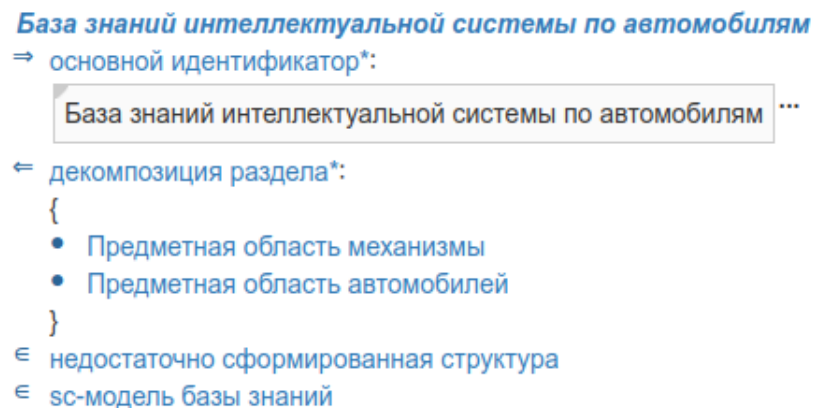 База знаний интеллектуальной системы по автомобилям
⇒ основной идентификатор*:
База знаний интеллектуальной системы по автомобилям ...
⇐ декомпозиция раздела*:
{
• Предметная область механизмы
• Предметная область автомобилей
}
∈ недостаточно сформированная структура
∈ sc-модель базы знаний